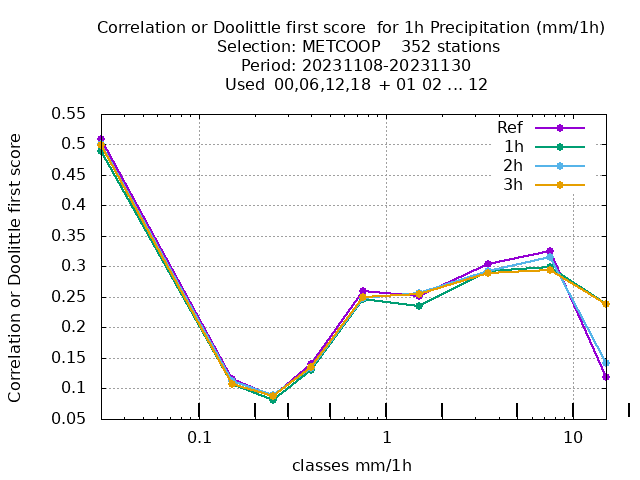 Correlation or Doolittle first score  for 1h Precipitation (mm/1h)
Selection: METCOOP    352 stations
Period: 20231108-20231130
Used  00,06,12,18 + 01 02 ... 12
Correlation or Doolittle first score
0.55
0.5
0.45
0.4
0.35
0.3
0.25
0.2
0.15
0.1
0.05
Ref
1h
2h
3h
0.1
1
10
classes mm/1h